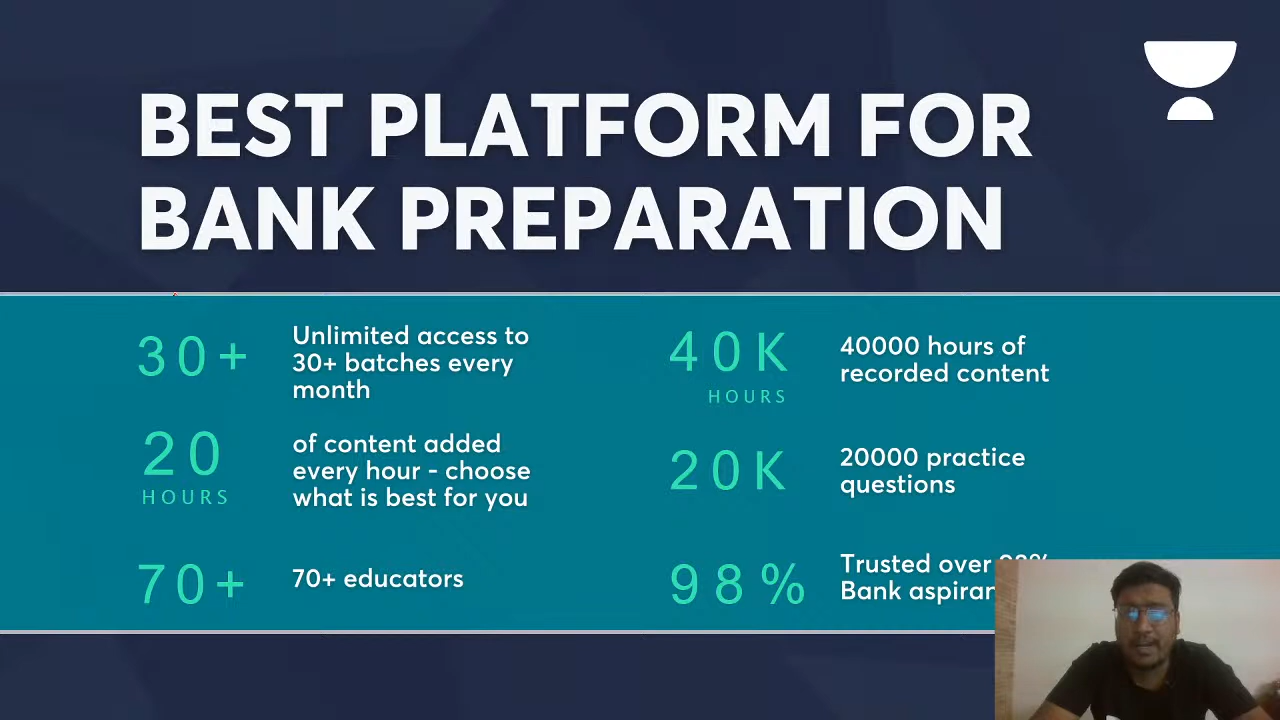 BEST PLATFORM FOR
BANK PREPARATION
30+
Unlimited access to
30+ batches every
month
20
HOURS
of content added
every hour - choose
what is best for you
70+
70+ educators
40K
HOURS
40000 hours of
recorded content
20K
20000 practice
questions
98%
Trusted over
Bank